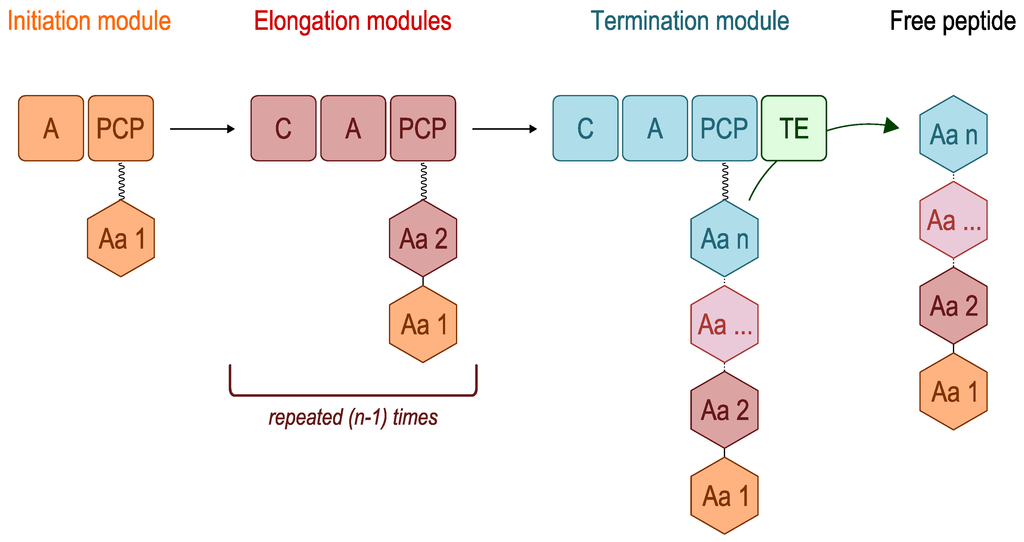 Initiation module
Elongation modules
Termination module
Free peptide
A
PCP
C
A
PCP
C
A
PCP
TE
Aa 1
Aa 2
Aa 1
Aa n
Aa ...
Aa 2
Aa 1
Aa n
Aa ...
Aa 2
Aa 1
repeated (n-1) times